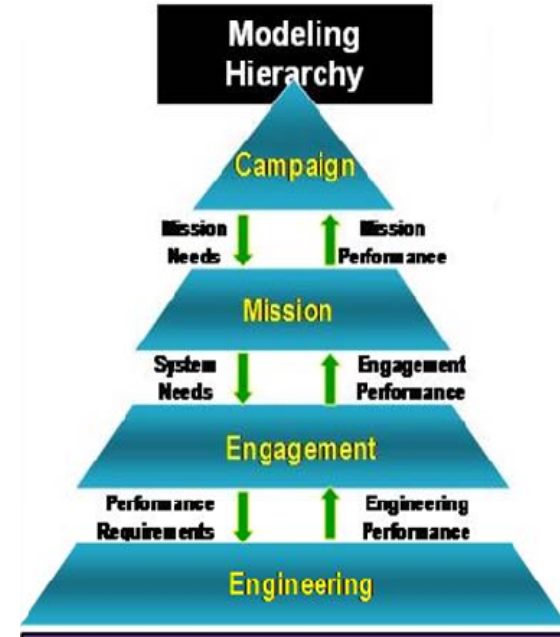 Modeling
Hierarchy
Campaign
Mission
Needs
Mission
Performance
Mission
System
Needs
Engagement
Performance
Engagement
Performance
Requirements
Engineering
Performance
Engineering